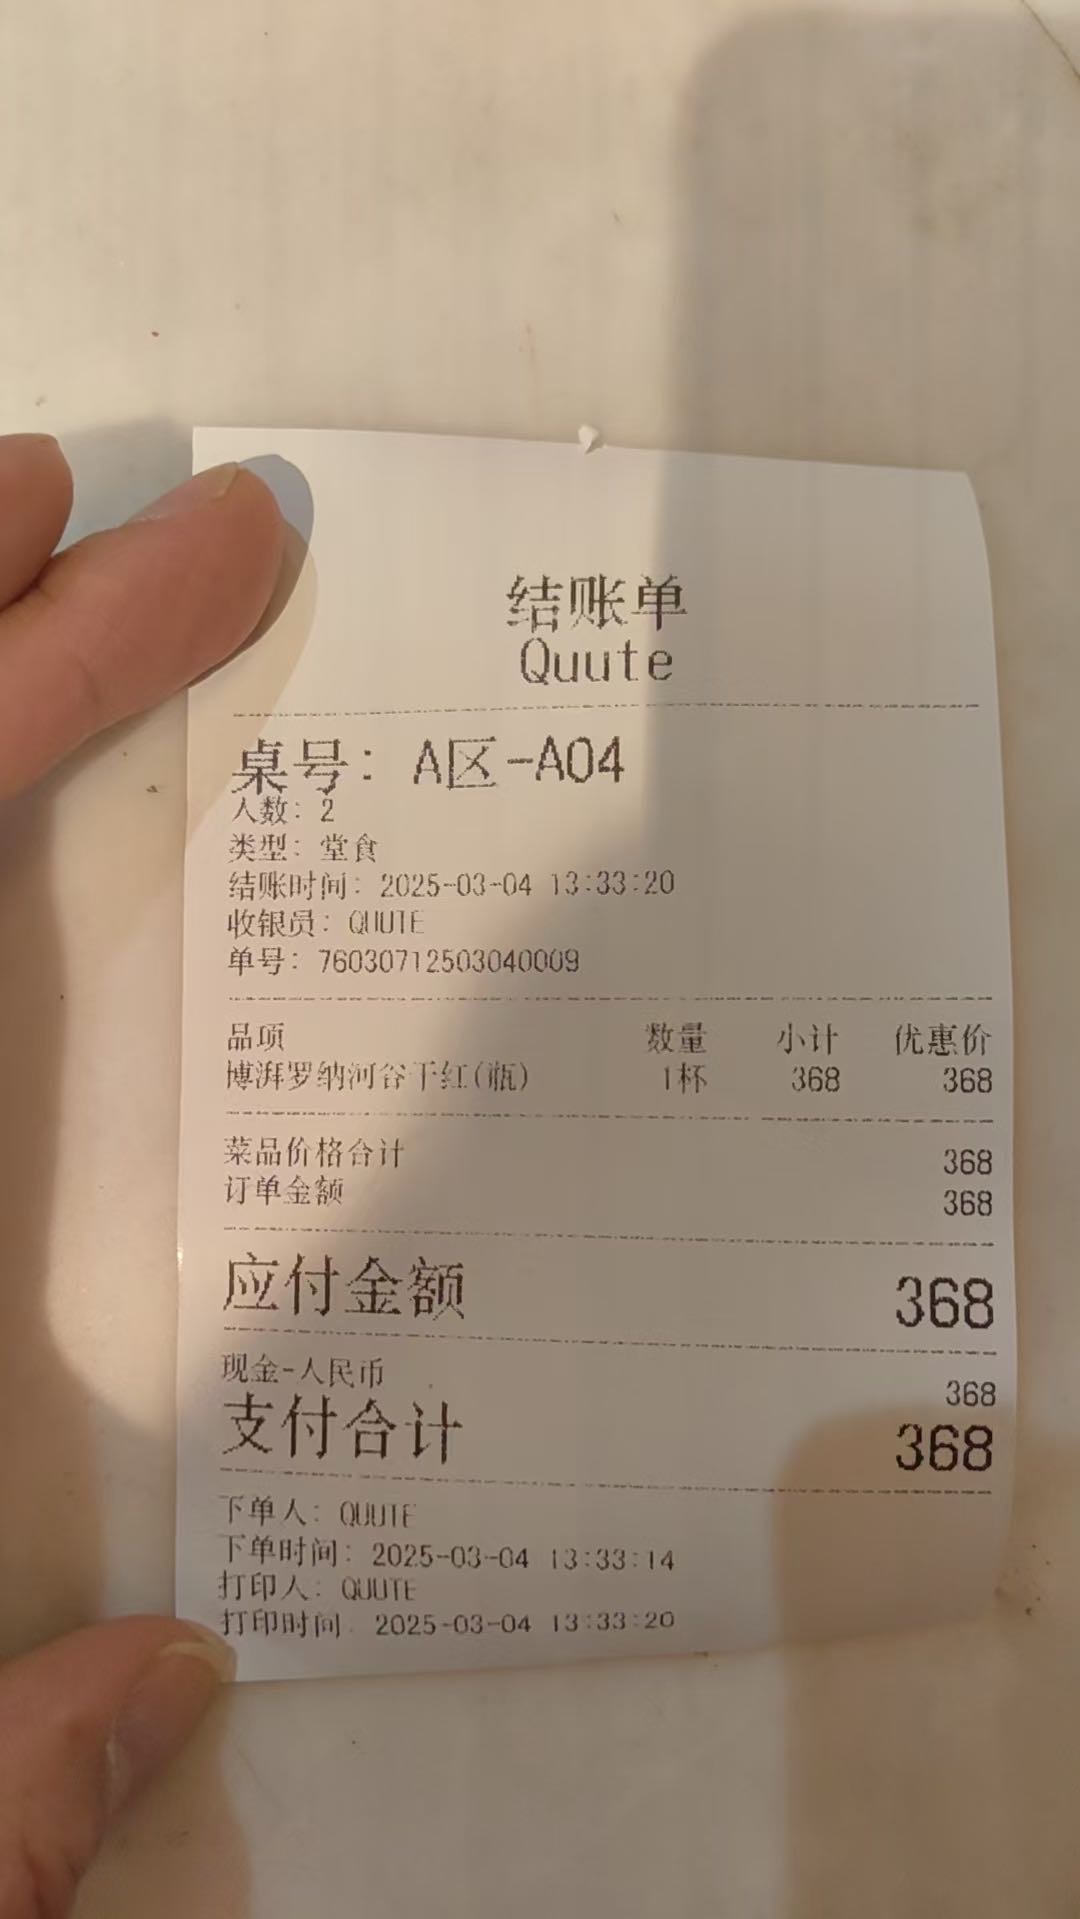 结账单
Quute
桌号: A区-A04
人数: 2
类型: 堂食
结账时间: 2025-03-04 13:33:20
收银员: QUUTE
单号: 76030712503040009
品项 数量 小计 优惠价
博湃罗纳河谷干红(瓶) 1杯 368 368
菜品价格合计 368
订单金额 368
应付金额 368
现金-人民币 368
支付合计 368
下单人: QUUTE
下单时间: 2025-03-04 13:33:14
打印人: QUUTE
打印时间: 2025-03-04 13:33:20